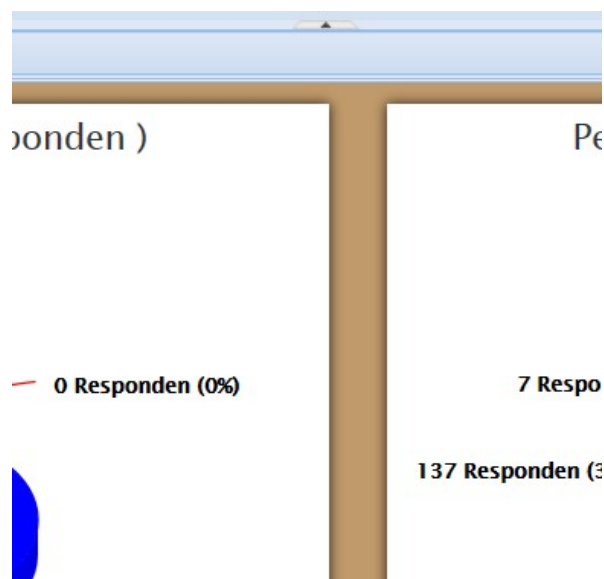 ponden )
0 Responden (0%)
Pe
7 Respo
137 Responden (3